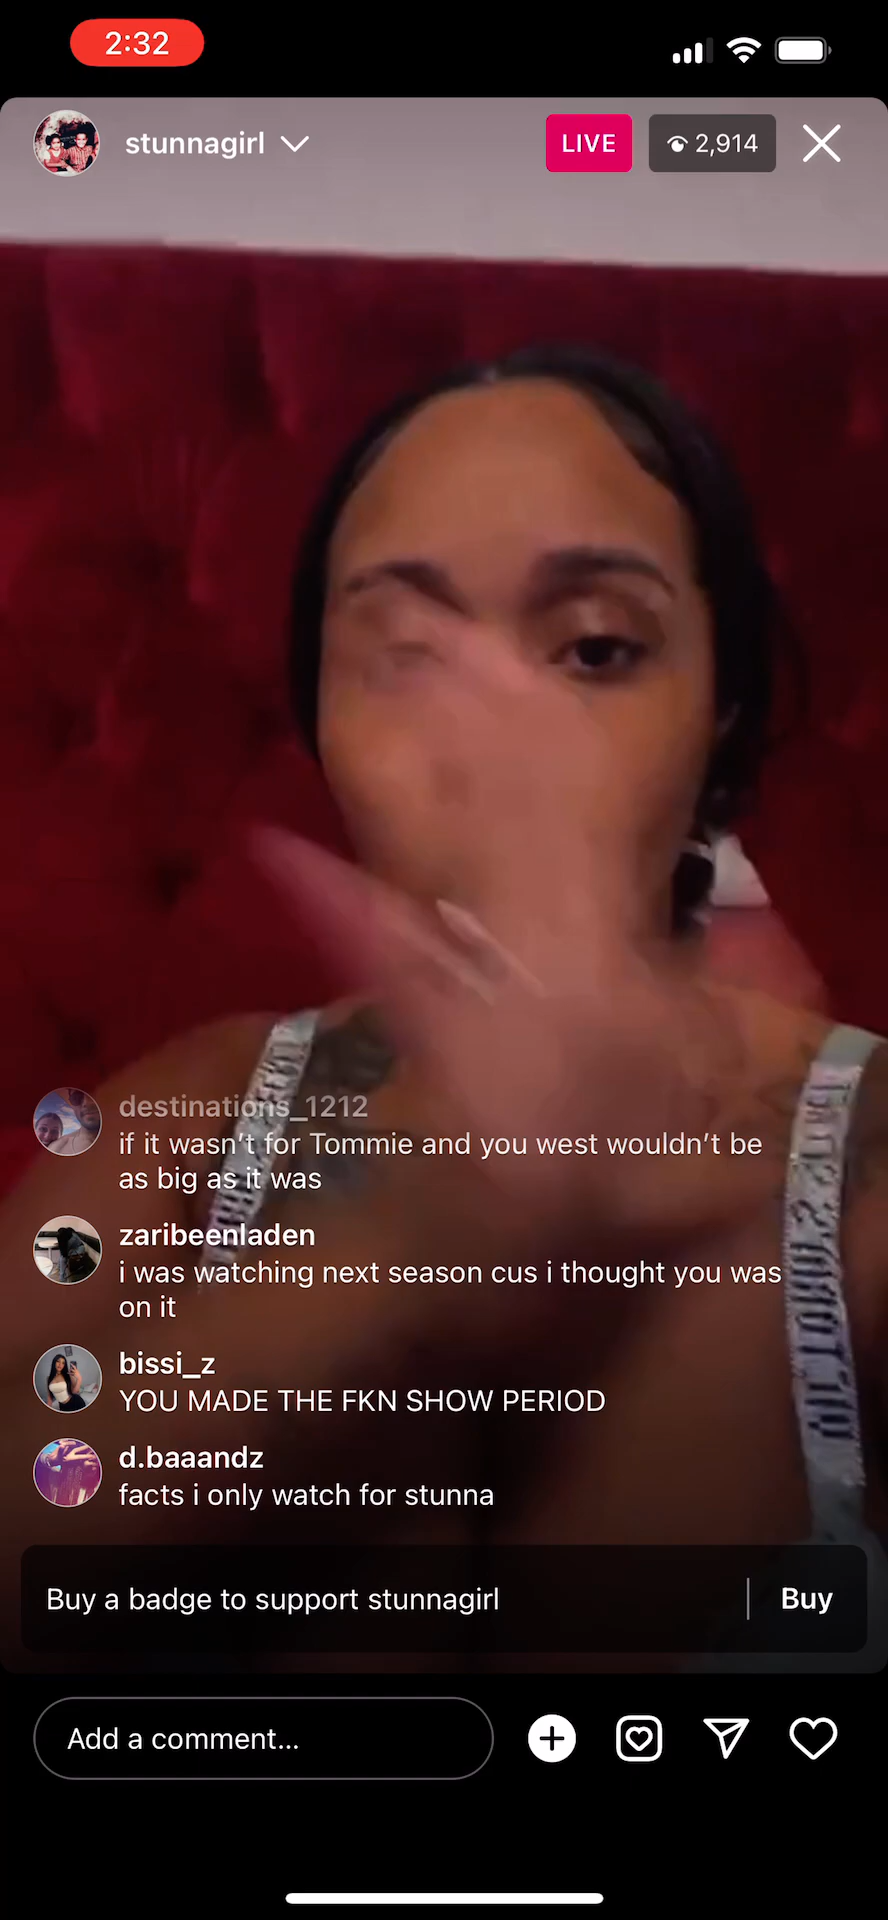 2:32
stunnagirl
LIVE
2,914
destinations_1212
if it wasn’t for Tommie and you west wouldn’t be
as big as it was
zaribeenladen
i was watching next season cus i thought you was
on it
bissi_z
YOU MADE THE FKN SHOW PERIOD
d.baaandz
facts i only watch for stunna
Buy a badge to support stunnagirl
Buy
Add a comment...